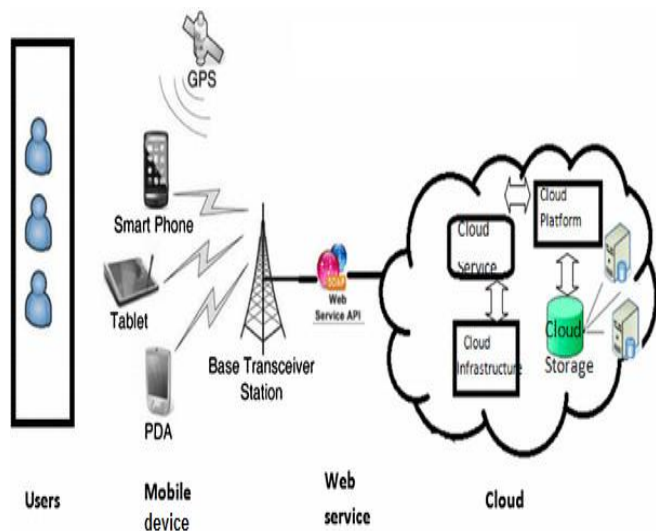 GPS
Smart Phone
Tablet
PDA
Base Transceiver
Station
SOAP
Web
Service API
Cloud
Service
Cloud
Platform
Cloud
Infrastructure
Cloud
Storage
Users
Mobile
device
Web
service
Cloud